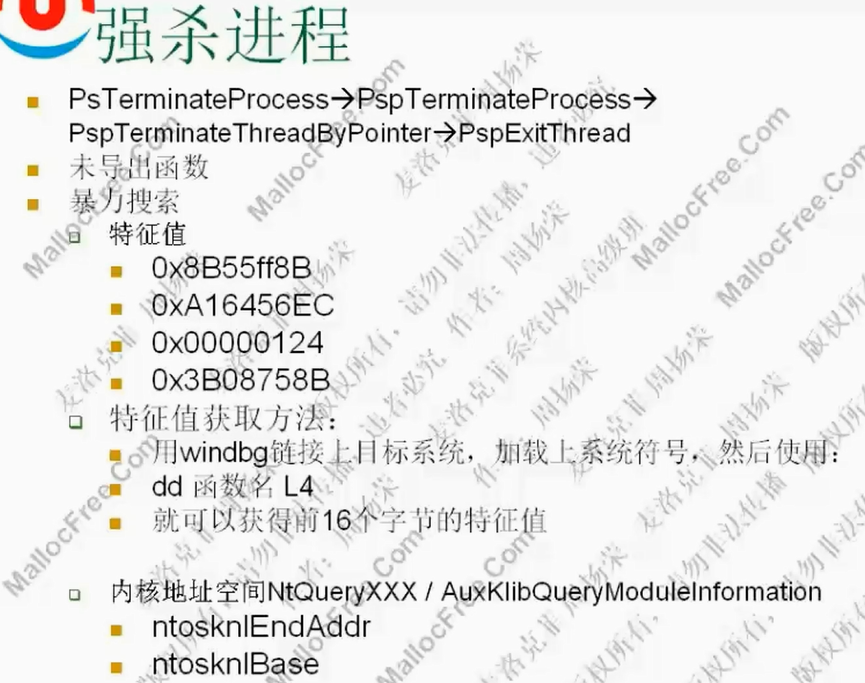 强杀进程
PsTerminateProcess→PspTerminateProcess→
PspTerminateThreadByPointer→PspExitThread
未导出函数
暴力搜索
特征值
0x8B55ff8B
0xA16456EC
0x00000124
0x3B08758B
特征值获取方法：
用windbg链接上目标系统，加载上系统符号，然后使用：
dd 函数名 L4
就可以获得前16个字节的特征值
内核地址空间NtQueryXXX / AuxKlibQueryModuleInformation
ntosknlEndAddr
ntosknlBase
MallocFree.Com
麦洛克菲 周扬荣
版权所有，请勿非法传播，违者必究 作者：周扬荣
麦洛克菲系统内核高级班